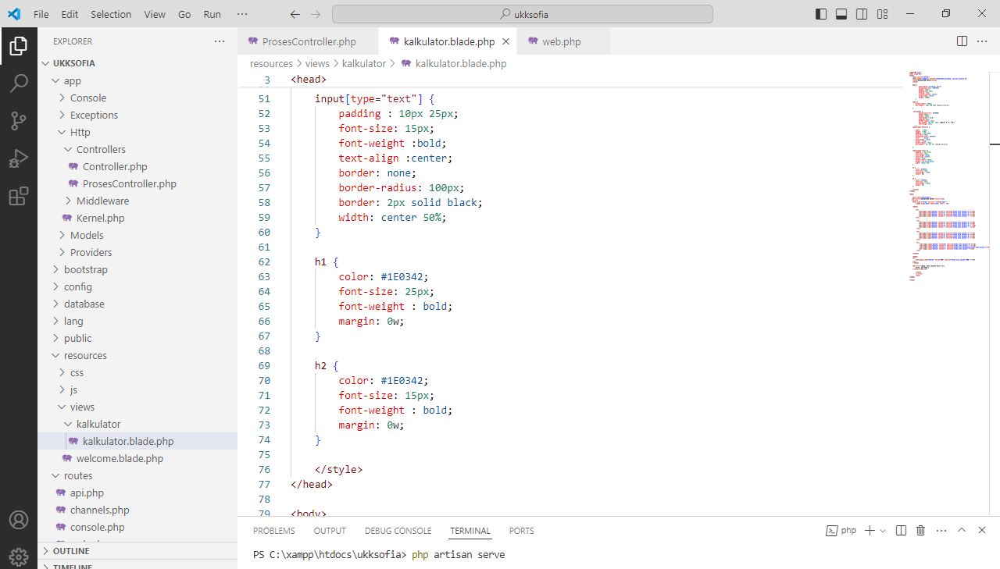 File Edit Selection View Go Run ··· ukksofia
EXPLORER ···
UKKSOFIA
app
Console
Exceptions
Http
Controllers
Controller.php
ProsesController.php
Middleware
Kernel.php
Models
Providers
bootstrap
config
database
lang
public
resources
css
js
views
kalkulator
kalkulator.blade.php
welcome.blade.php
routes
api.php
channels.php
console.php
OUTLINE
TIMELINE
ProsesController.php kalkulator.blade.php web.php ···
resources > views > kalkulator > kalkulator.blade.php
3 <head>
51 input[type="text"] {
52 padding : 10px 25px;
53 font-size: 15px;
54 font-weight :bold;
55 text-align :center;
56 border: none;
57 border-radius: 100px;
58 border: 2px solid black;
59 width: center 50%;
60 }
61
62 h1 {
63 color: #1E0342;
64 font-size: 25px;
65 font-weight : bold;
66 margin: 0w;
67 }
68
69 h2 {
70 color: #1E0342;
71 font-size: 15px;
72 font-weight : bold;
73 margin: 0w;
74 }
75
76 </style>
77 </head>
78
79 <body>
PROBLEMS OUTPUT DEBUG CONSOLE TERMINAL PORTS php ···
PS C:\xampp\htdocs\ukksofia> php artisan serve